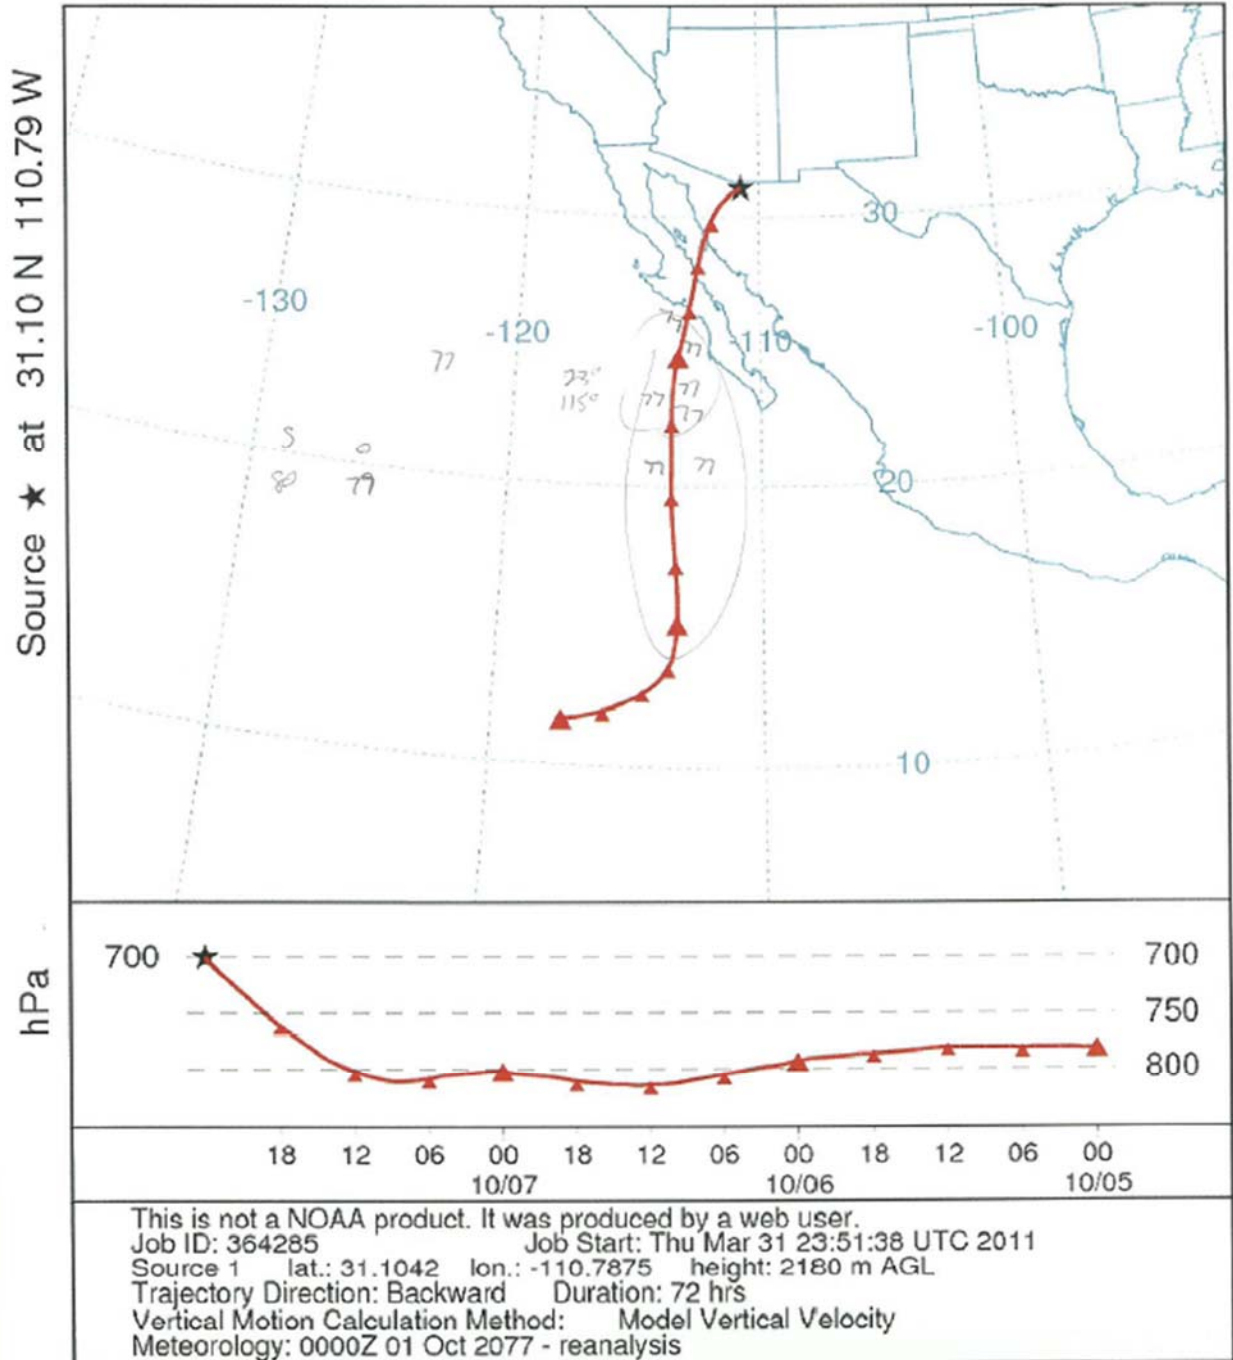 Source ★ at 31.10 N 110.79 W
30
-130
-120
-110
-100
77
77
77
23°
115°
77
77
77
S
0
77
77
80
79
20
10
hPa
700
700
750
800
18 12 06 00 18 12 06 00 18 12 06 00
10/07 10/06 10/05
This is not a NOAA product. It was produced by a web user.
Job ID: 364285 Job Start: Thu Mar 31 23:51:38 UTC 2011
Source 1 lat.: 31.1042 lon.: -110.7875 height: 2180 m AGL
Trajectory Direction: Backward Duration: 72 hrs
Vertical Motion Calculation Method: Model Vertical Velocity
Meteorology: 0000Z 01 Oct 2077 - reanalysis